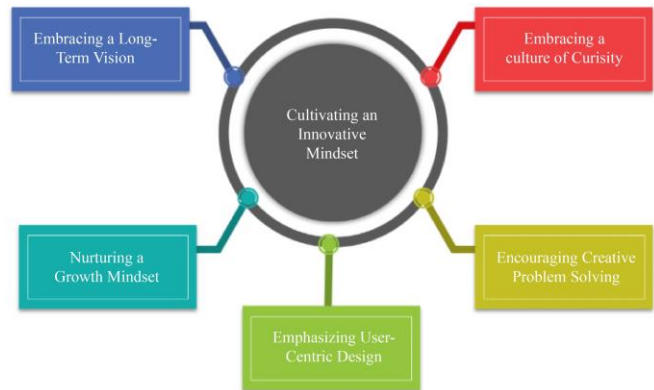 Embracing a Long-
Term Vision
Embracing a
culture of Curisity
Cultivating an
Innovative
Mindset
Nurturing a
Growth Mindset
Encouraging Creative
Problem Solving
Emphasizing User-
Centric Design